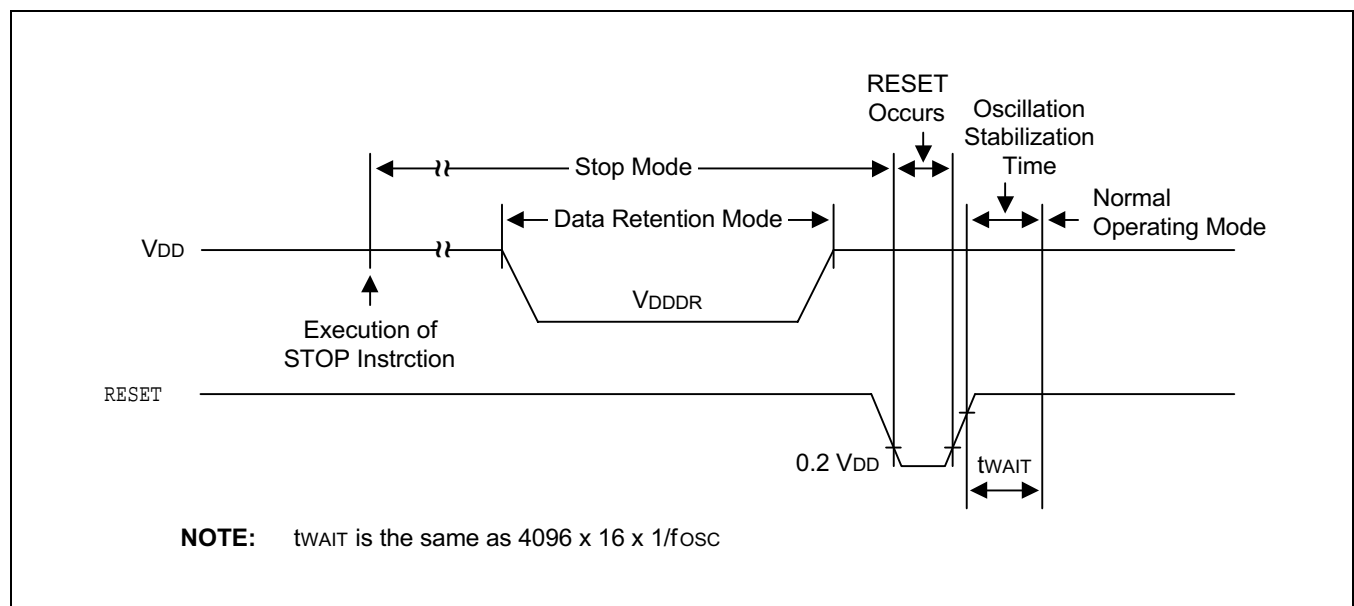 RESET
Occurs
Oscillation
Stabilization
Time
Stop Mode
Normal
Operating Mode
Data Retention Mode
VDD
VDDDR
Execution of
STOP Instrction
RESET
0.2 VDD
tWAIT
NOTE: tWAIT is the same as 4096 x 16 x 1/fOSC